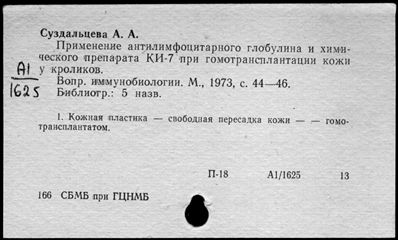 Суздальцева А. А.
Применение антилимфоцитарного глобулина и хими-
ческого препарата КИ-7 при гомотрансплантации кожи
у кроликов.
А1
1625
Вопр. иммунобиологии. М., 1973, с. 44—46.
Библиотр.: 5 назв.
1. Кожная пластика — свободная пересадка кожи — — гомо-
трансплантатом.
П-18 А1/1625 13
166 СБМБ при ГЦНМБ